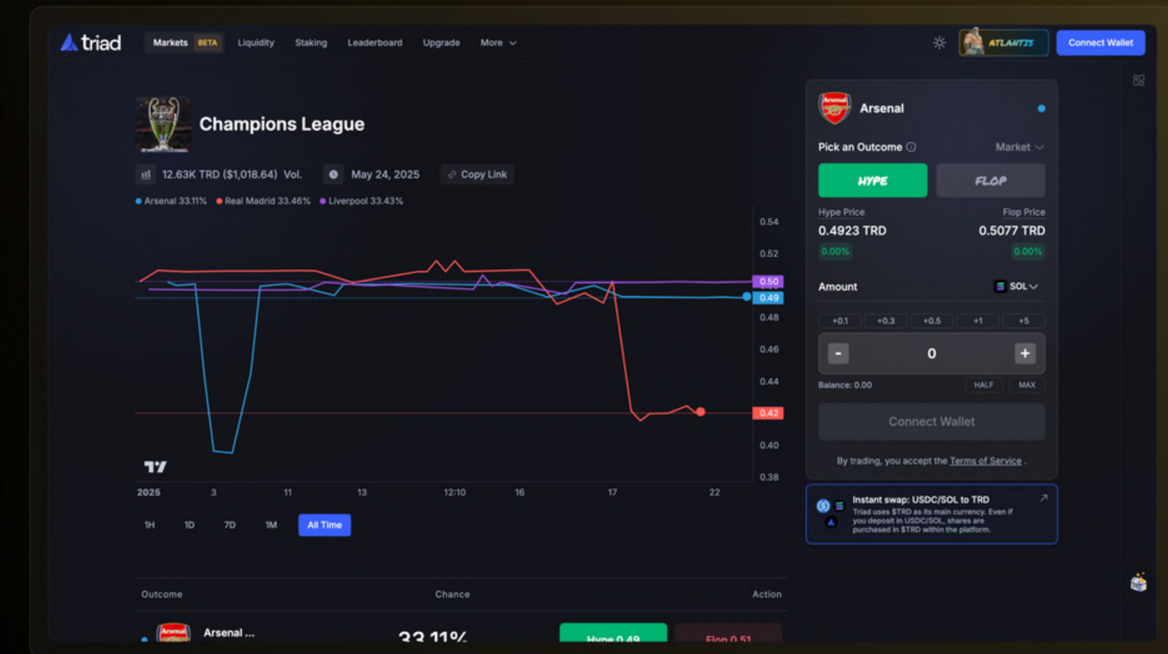 triad
Markets BETA Liquidity Staking Leaderboard Upgrade More
ATLANTIS
Connect Wallet
Champions League
12.63K TRD ($1,018.64) Vol. May 24, 2025 Copy Link
Arsenal 33.11% Real Madrid 33.46% Liverpool 33.43%
0.54
0.52
0.50
0.49
0.48
0.46
0.44
0.42
0.40
0.38
2025 3 11 13 12:10 16 17 22
1H 1D 7D 1M All Time
Outcome Chance Action
Arsenal ... 33.11% Hype 0.49 Flop 0.51
Arsenal
Arsenal
Arsenal
Pick an Outcome Market
HYPE FLOP
Hype Price Flop Price
0.4923 TRD 0.5077 TRD
0.00% 0.00%
Amount SOL
+0.1 +0.3 +0.5 +1 +5
- 0 +
Balance: 0.00 HALF MAX
Connect Wallet
By trading, you accept the Terms of Service .
Instant swap: USDC/SOL to TRD
Triad uses $TRD as its main currency. Even if
you deposit in USDC/SOL, shares are
purchased in $TRD within the platform.